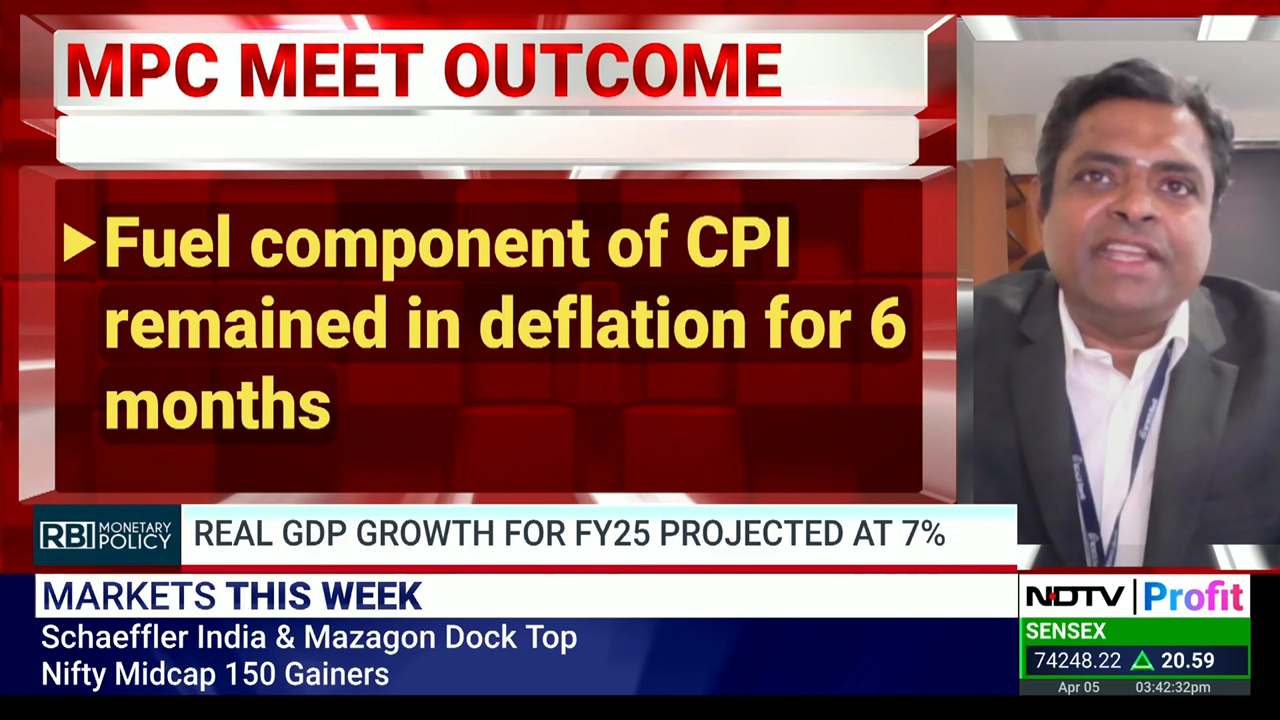 MPC MEET OUTCOME
Fuel component of CPI
remained in deflation for 6
months
RBI MONETARY POLICY
REAL GDP GROWTH FOR FY25 PROJECTED AT 7%
MARKETS THIS WEEK
Schaeffler India & Mazagon Dock Top
Nifty Midcap 150 Gainers
NDTV Profit
SENSEX
74248.22 ▲ 20.59
Apr 05 03:42:32pm